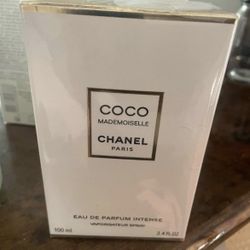 COCO
MADEMOISELLE
CHANEL
PARIS
EAU DE PARFUM INTENSE
VAPORISATEUR SPRAY
100 ml
3.4 FL.OZ